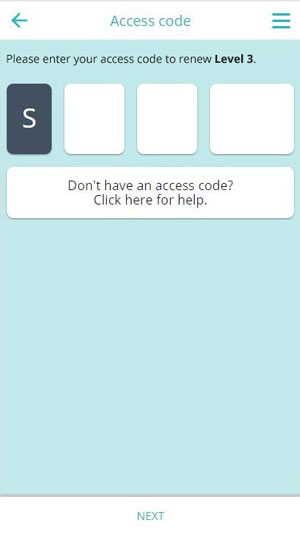 Access code
Please enter your access code to renew Level 3.
S
Don't have an access code?
Click here for help.
NEXT